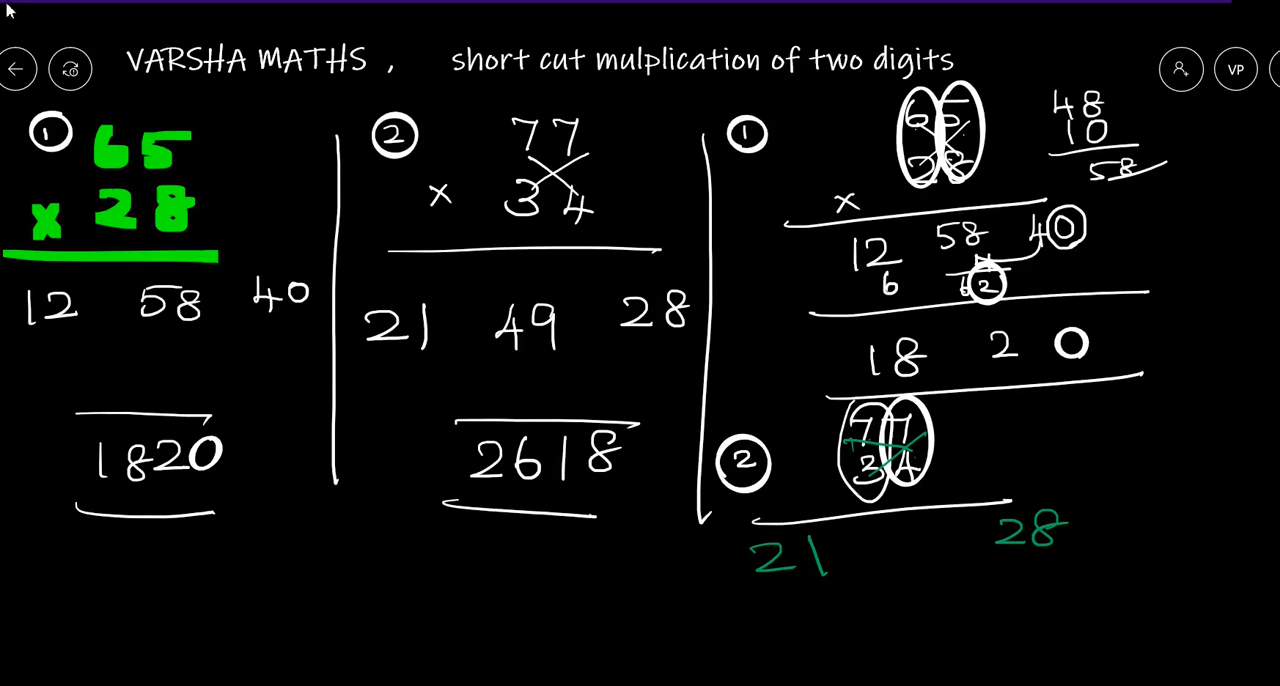 VARSHA MATHS , short cut mulplication of two digits
VP
1
65
x 28
12 58 40
1820
2
77
x 34
21 49 28
2618
1
65
28
x
48
10
58
12 58 40
6 62
18 2 0
2
77
34
21 28